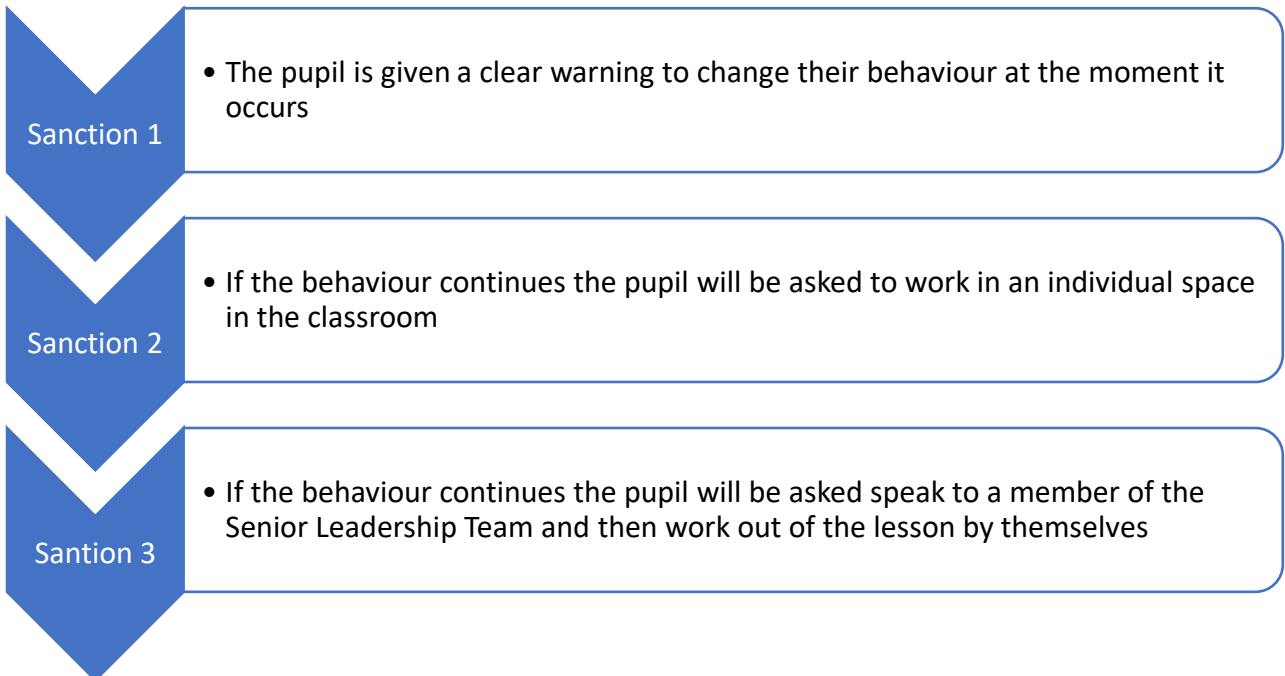 Sanction 1
• The pupil is given a clear warning to change their behaviour at the moment it
occurs
Sanction 2
• If the behaviour continues the pupil will be asked to work in an individual space
in the classroom
Santion 3
• If the behaviour continues the pupil will be asked speak to a member of the
Senior Leadership Team and then work out of the lesson by themselves